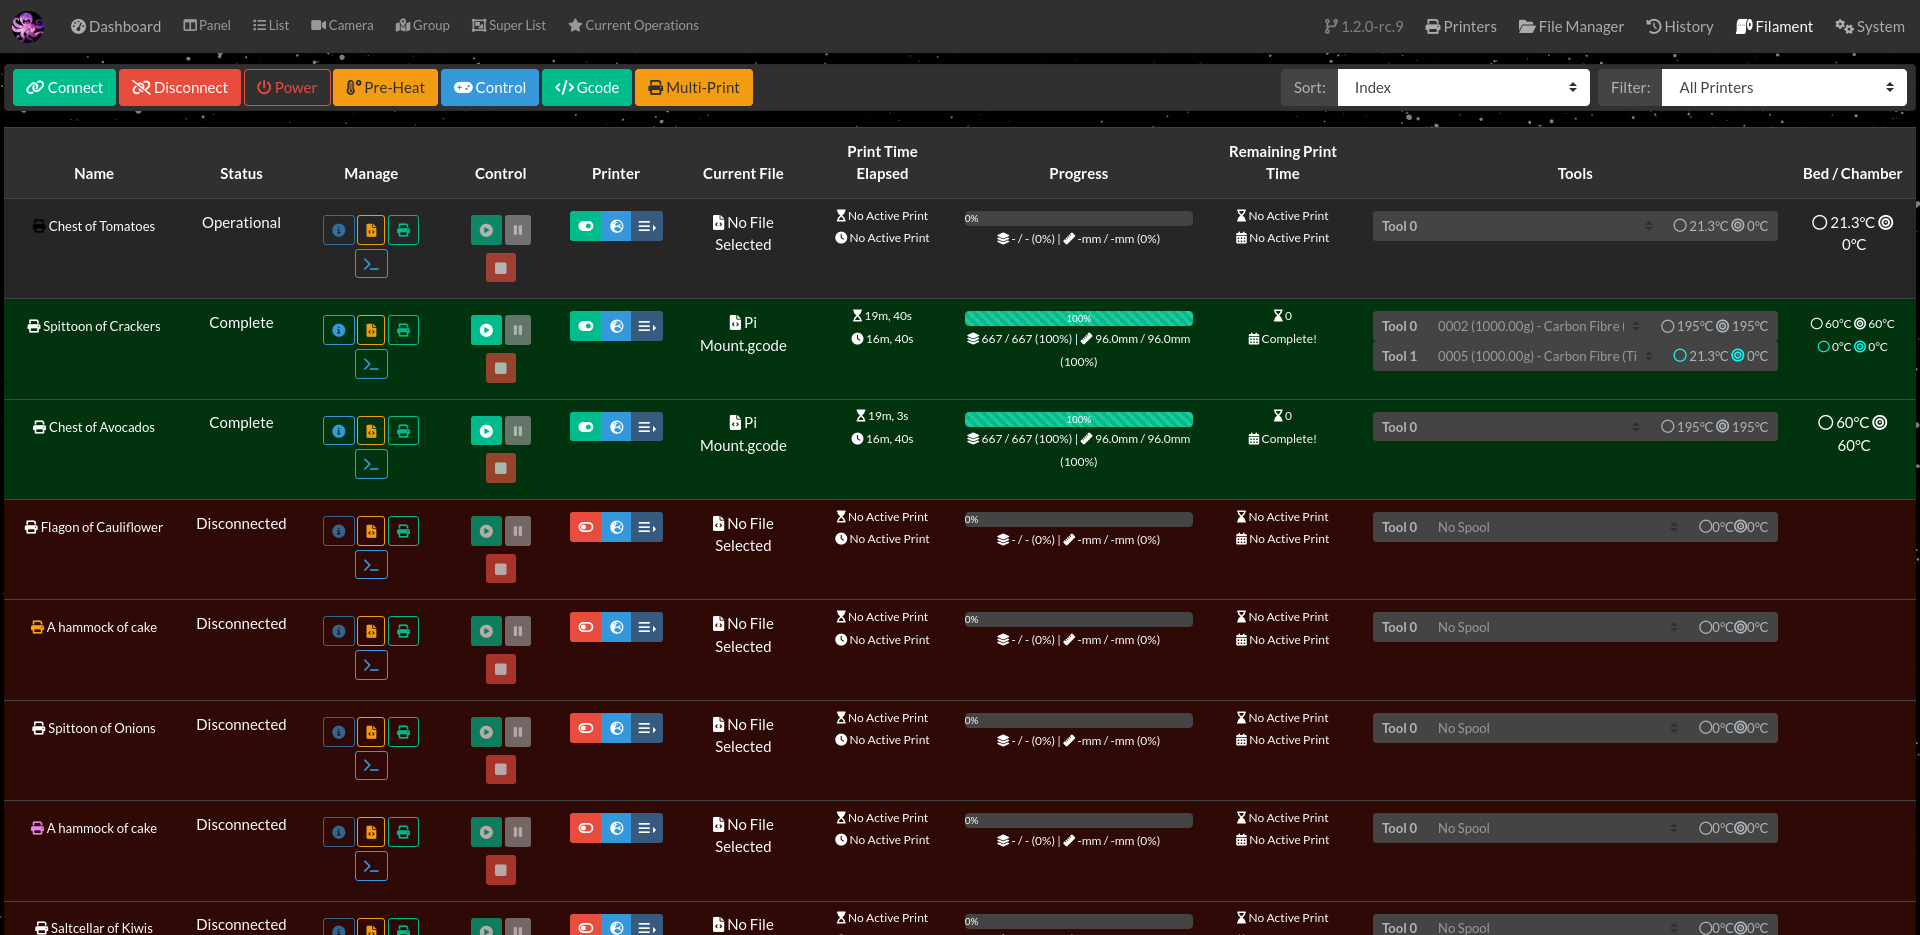 Dashboard Panel List Camera Group Super List Current Operations 1.2.0-rc.9 Printers File Manager History Filament System
Connect Disconnect Power Pre-Heat Control Gcode Multi-Print Sort: Index Filter: All Printers
Name Status Manage Control Printer Current File Print Time Elapsed Progress Remaining Print Time Tools Bed / Chamber
Chest of Tomatoes Operational No File Selected No Active Print 0% No Active Print Tool 0 21.3°C 0°C 21.3°C 0°C
No Active Print - / - (0%) | -mm / -mm (0%) No Active Print
Spittoon of Crackers Complete Pi Mount.gcode 19m, 40s 100% 0 Tool 0 0002 (1000.00g) - Carbon Fibre ( 195°C 195°C 60°C 60°C
16m, 40s 667 / 667 (100%) | 96.0mm / 96.0mm (100%) Complete! Tool 1 0005 (1000.00g) - Carbon Fibre (Ti 21.3°C 0°C 0°C 0°C
Chest of Avocados Complete Pi Mount.gcode 19m, 3s 100% 0 Tool 0 195°C 195°C 60°C 60°C
16m, 40s 667 / 667 (100%) | 96.0mm / 96.0mm (100%) Complete!
Flagon of Cauliflower Disconnected No File Selected No Active Print 0% No Active Print Tool 0 No Spool 0°C 0°C
No Active Print - / - (0%) | -mm / -mm (0%) No Active Print
A hammock of cake Disconnected No File Selected No Active Print 0% No Active Print Tool 0 No Spool 0°C 0°C
No Active Print - / - (0%) | -mm / -mm (0%) No Active Print
Spittoon of Onions Disconnected No File Selected No Active Print 0% No Active Print Tool 0 No Spool 0°C 0°C
No Active Print - / - (0%) | -mm / -mm (0%) No Active Print
A hammock of cake Disconnected No File Selected No Active Print 0% No Active Print Tool 0 No Spool 0°C 0°C
No Active Print - / - (0%) | -mm / -mm (0%) No Active Print
Saltcellar of Kiwis Disconnected No File No Active Print 0% No Active Print Tool 0 No Spool 0°C 0°C